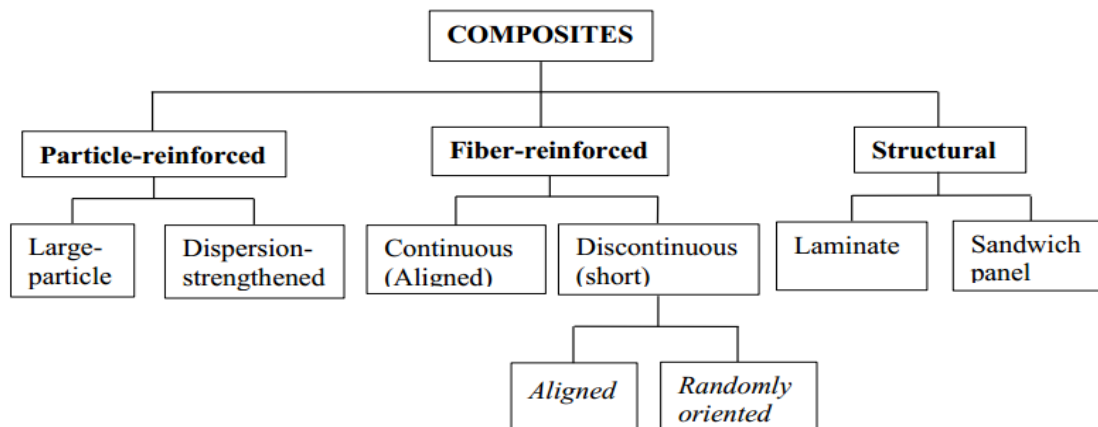 COMPOSITES
Particle-reinforced
Fiber-reinforced
Structural
Large-
particle
Dispersion-
strengthened
Continuous
(Aligned)
Discontinuous
(short)
Laminate
Sandwich
panel
Aligned
Randomly
oriented